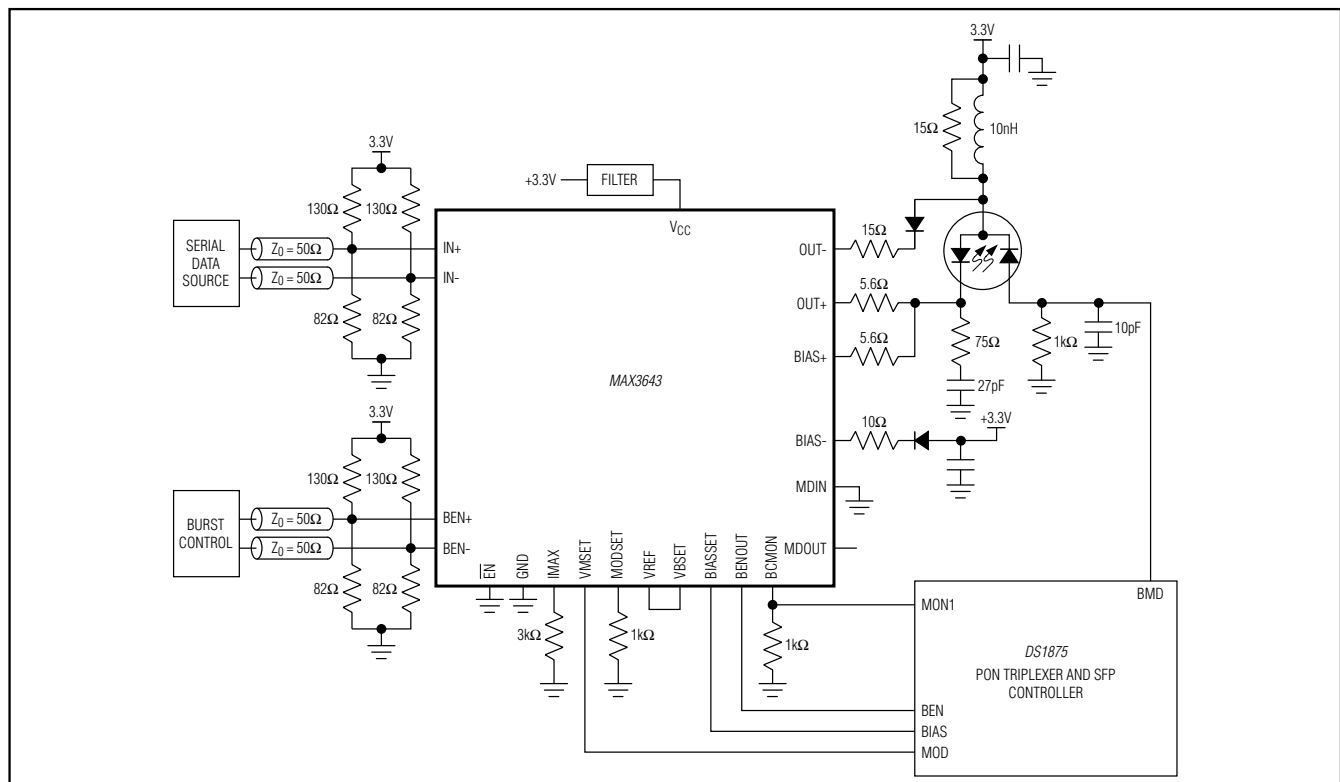 3.3V
15Ω
10nH
3.3V
+3.3V
FILTER
130Ω
130Ω
VCC
SERIAL
DATA
SOURCE
Z0 = 50Ω
Z0 = 50Ω
IN+
IN-
OUT-
15Ω
OUT+
5.6Ω
82Ω
82Ω
BIAS+
5.6Ω
75Ω
1kΩ
10pF
27pF
MAX3643
3.3V
BIAS-
10Ω
+3.3V
130Ω
130Ω
MDIN
BURST
CONTROL
Z0 = 50Ω
Z0 = 50Ω
BEN+
BEN-
MDOUT
EN
GND
IMAX
VMSET
MODSET
VREF
VBSET
BIASSET
BENOUT
BCMON
82Ω
82Ω
3kΩ
1kΩ
1kΩ
MON1
BMD
DS1875
PON TRIPLEXER AND SFP
CONTROLLER
BEN
BIAS
MOD